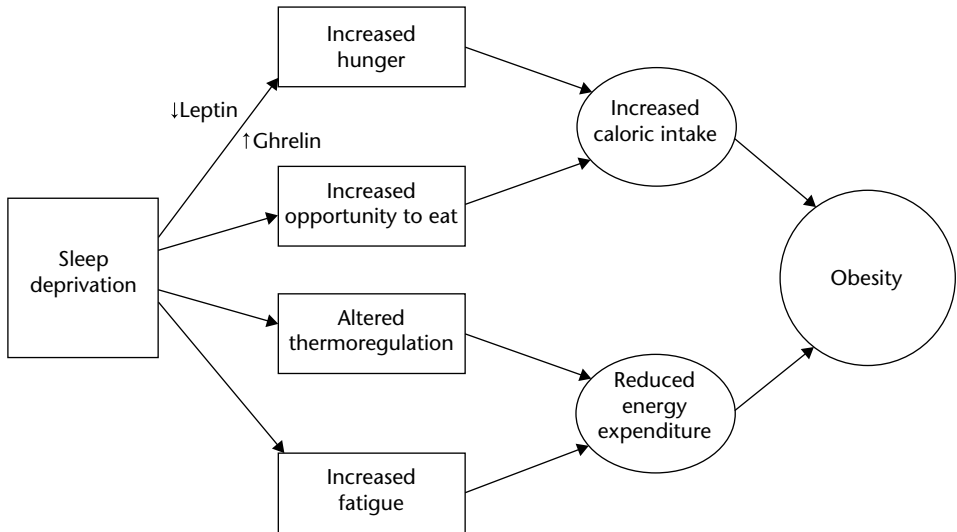 Increased
hunger
↓Leptin
↑Ghrelin
Increased
caloric intake
Increased
opportunity to eat
Sleep
deprivation
Obesity
Altered
thermoregulation
Reduced
energy
expenditure
Increased
fatigue